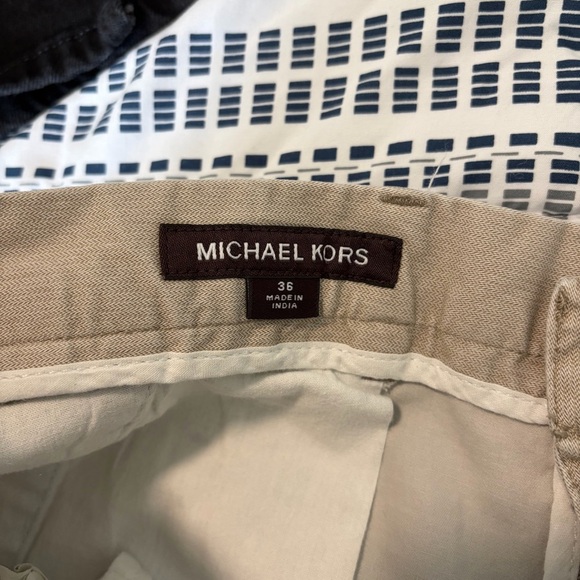 MICHAEL KORS
36
MADE IN
INDIA